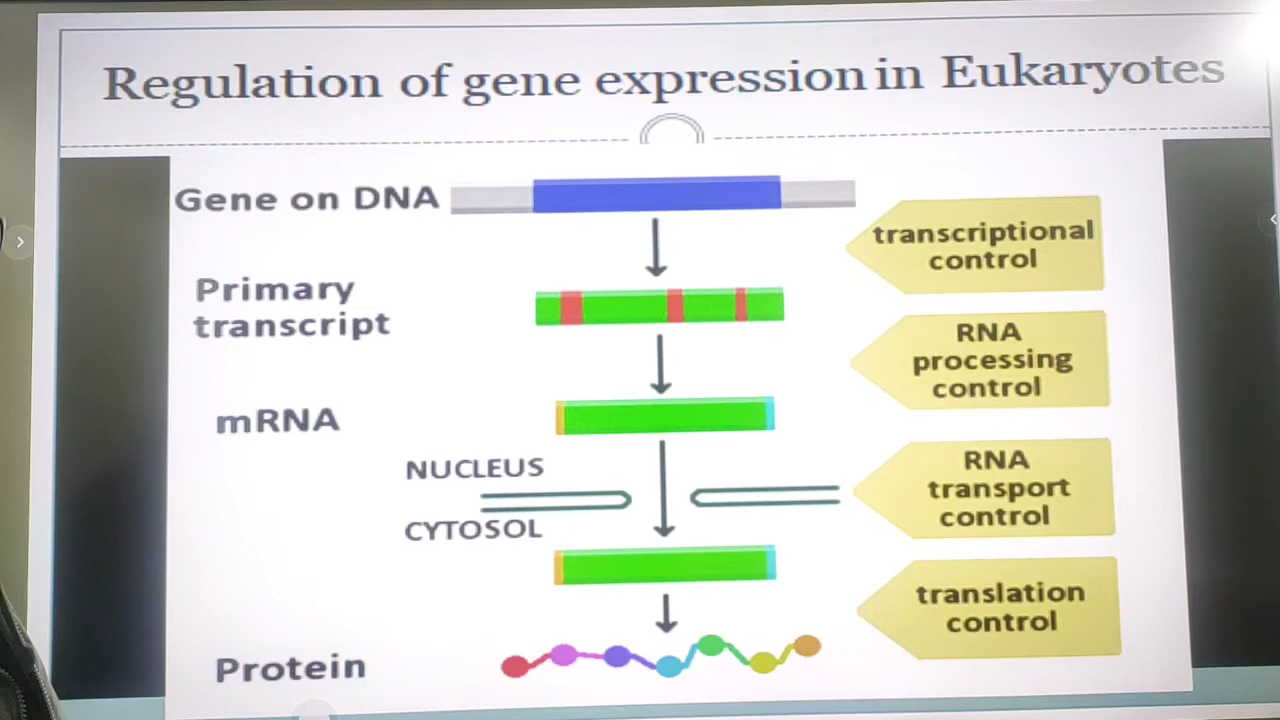 Regulation of gene expression in Eukaryotes
Gene on DNA
transcriptional
control
Primary
transcript
RNA
processing
control
mRNA
NUCLEUS
CYTOSOL
RNA
transport
control
translation
control
Protein